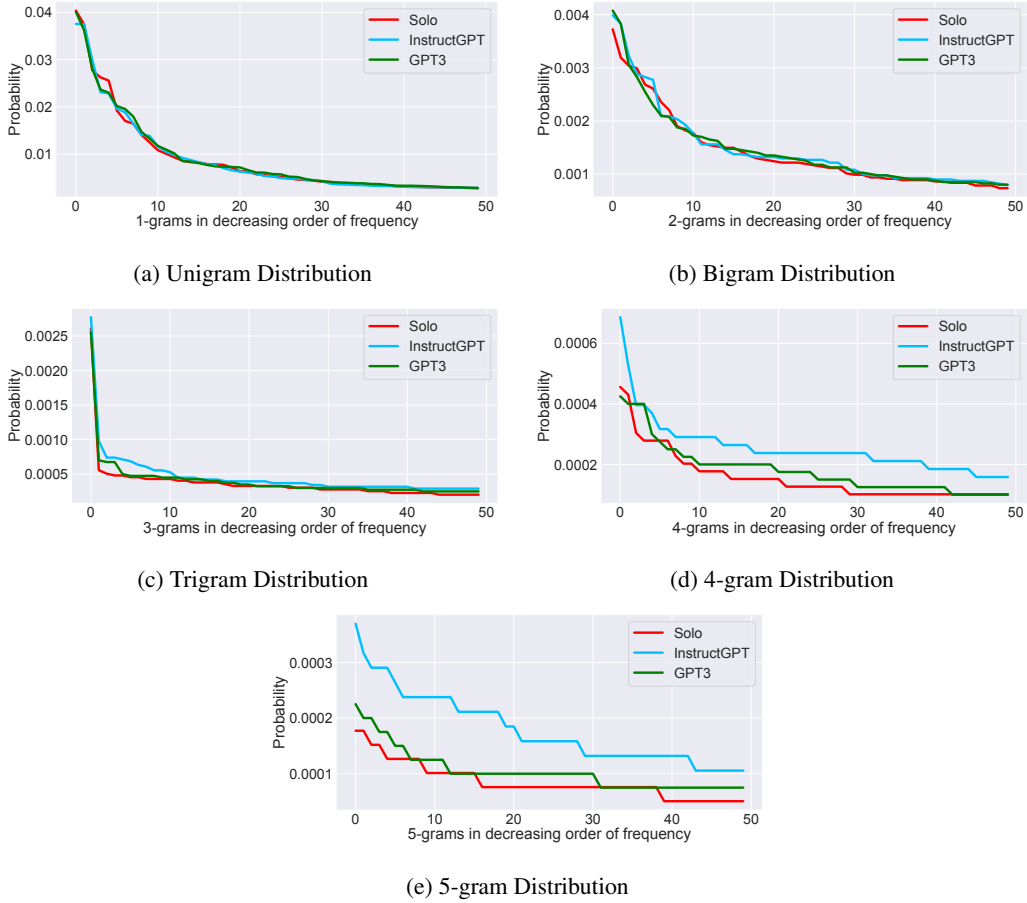 0.04
0.03
0.02
0.01
Probability
Solo
InstructGPT
GPT3
0 10 20 30 40 50
1-grams in decreasing order of frequency
(a) Unigram Distribution
0.004
0.003
0.002
0.001
Probability
Solo
InstructGPT
GPT3
0 10 20 30 40 50
2-grams in decreasing order of frequency
(b) Bigram Distribution
0.0025
0.0020
0.0015
0.0010
0.0005
Probability
Solo
InstructGPT
GPT3
0 10 20 30 40 50
3-grams in decreasing order of frequency
(c) Trigram Distribution
0.0006
0.0004
0.0002
Probability
Solo
InstructGPT
GPT3
0 10 20 30 40 50
4-grams in decreasing order of frequency
(d) 4-gram Distribution
0.0003
0.0002
0.0001
Probability
Solo
InstructGPT
GPT3
0 10 20 30 40 50
5-grams in decreasing order of frequency
(e) 5-gram Distribution